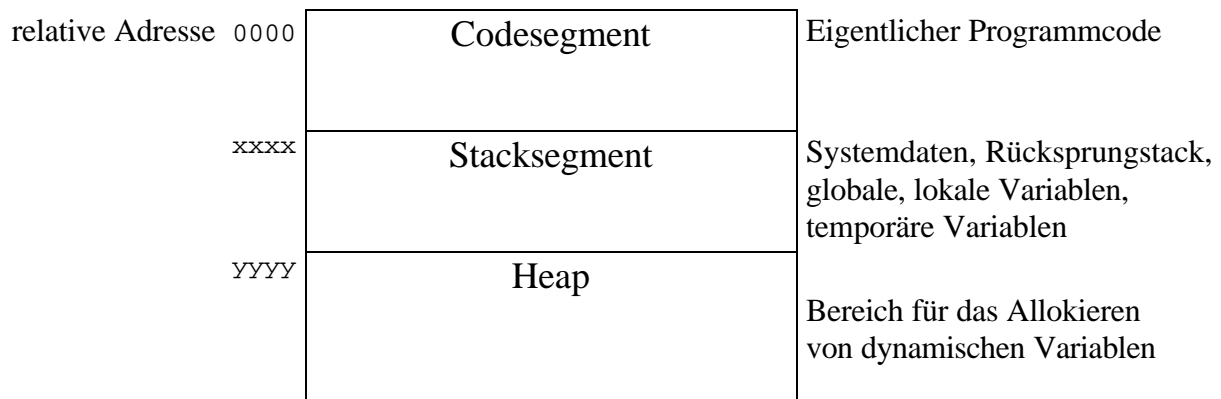 relative Adresse 0000 Codesegment Eigentlicher Programmcode
xxxx Stacksegment Systemdaten, Rücksprungstack,
globale, lokale Variablen,
temporäre Variablen
yyyy Heap
Bereich für das Allokieren
von dynamischen Variablen